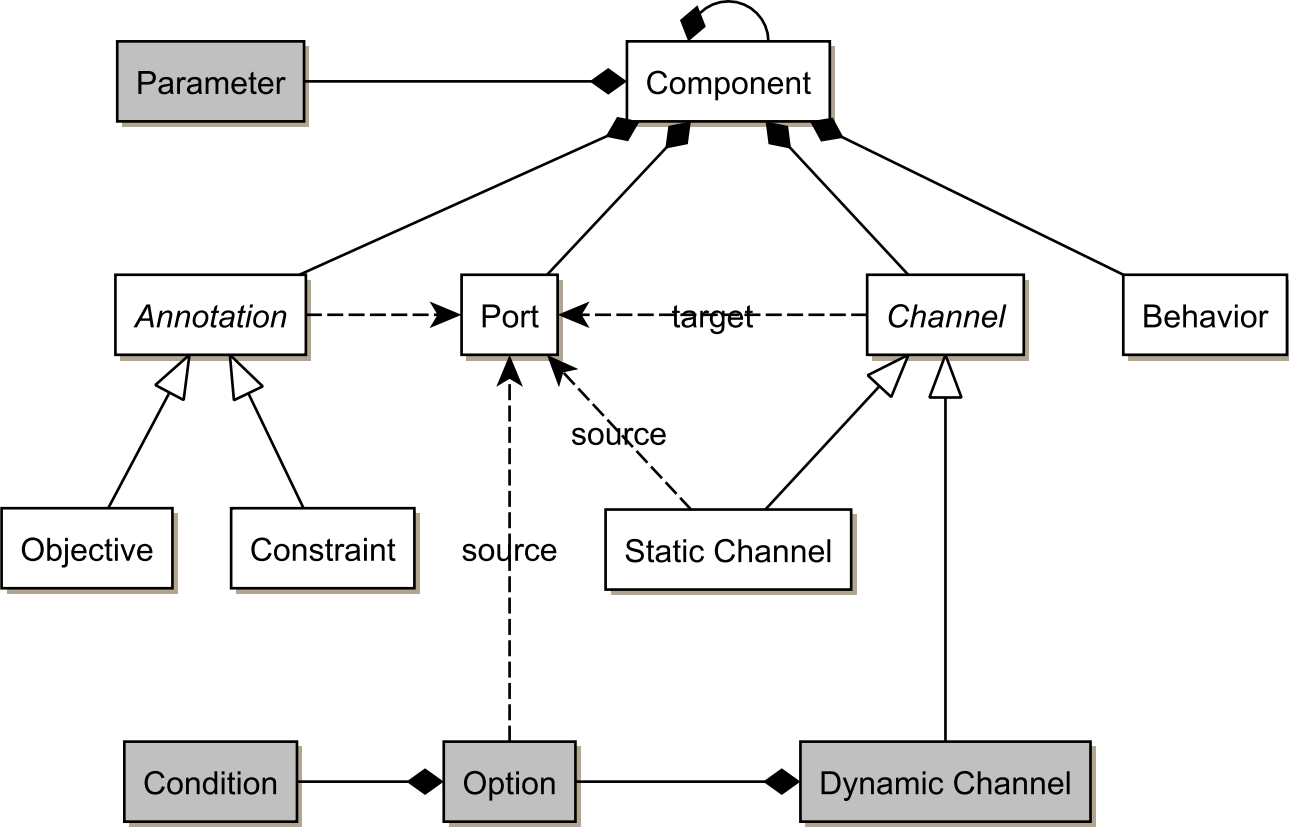 Parameter
Component
Annotation
Port
target
Channel
Behavior
source
Objective
Constraint
source
Static Channel
Condition
Option
Dynamic Channel